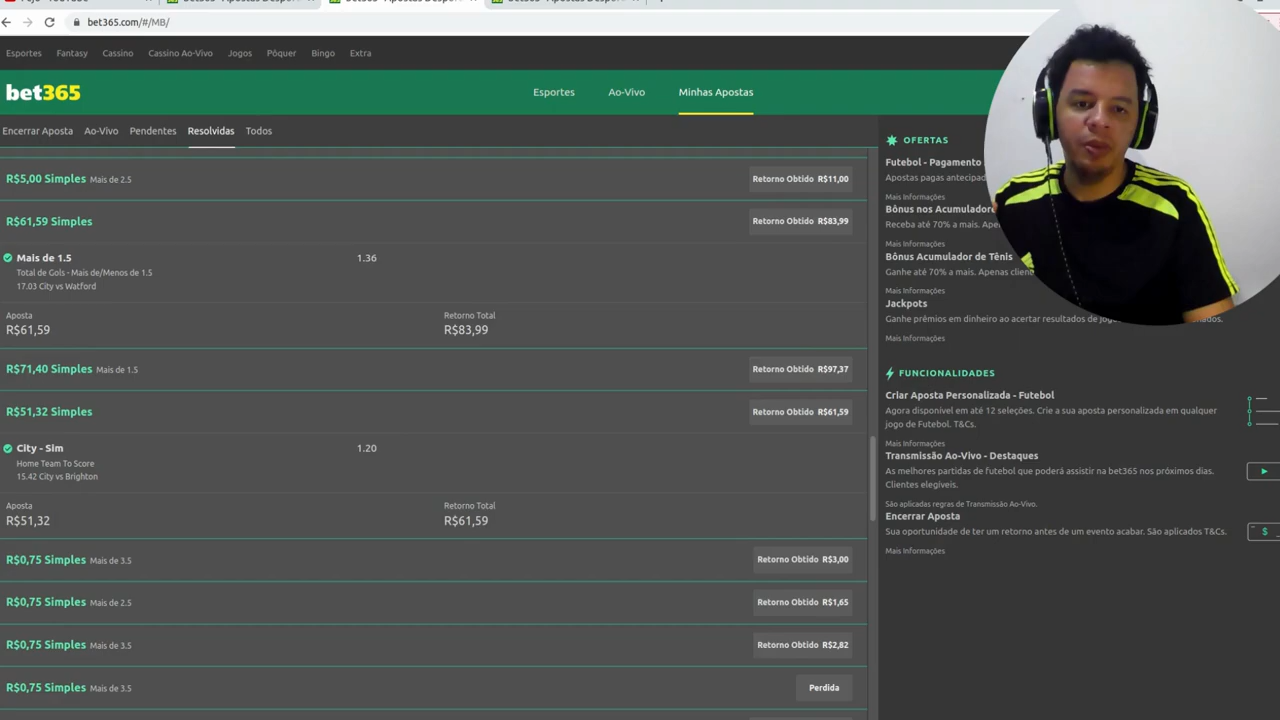 bet365.com/#/MB/
Esportes Fantasy Cassino Cassino Ao-Vivo Jogos Póquer Bingo Extra
bet365
Esportes Ao-Vivo Minhas Apostas
Encerrar Aposta Ao-Vivo Pendentes Resolvidas Todos
R$5,00 Simples Mais de 2.5 Retorno Obtido R$11,00
R$61,59 Simples Retorno Obtido R$83,99
Mais de 1.5 1.36
Total de Gols - Mais de/Menos de 1.5
17.03 City vs Watford
Aposta Retorno Total
R$61,59 R$83,99
R$71,40 Simples Mais de 1.5 Retorno Obtido R$97,37
R$51,32 Simples Retorno Obtido R$61,59
City - Sim 1.20
Home Team To Score
15.42 City vs Brighton
Aposta Retorno Total
R$51,32 R$61,59
R$0,75 Simples Mais de 3.5 Retorno Obtido R$3,00
R$0,75 Simples Mais de 2.5 Retorno Obtido R$1,65
R$0,75 Simples Mais de 3.5 Retorno Obtido R$2,82
R$0,75 Simples Mais de 3.5 Perdida
OFERTAS
Futebol - Pagamento
Apostas pagas
Mais Informações
Bônus nos
Receba até 70% a mais.
Mais Informações
Bônus Acumulador de Tênis
Ganhe até 70% a mais. Apenas
Mais Informações
Jackpots
Ganhe prêmios em dinheiro ao acertar resultados de
Mais Informações
FUNCIONALIDADES
Criar Aposta Personalizada - Futebol
Agora disponível em até 12 seleções. Crie a sua aposta personalizada em qualquer
jogo de Futebol. T&Cs.
Mais Informações
Transmissão Ao-Vivo - Destaques
As melhores partidas de futebol que poderá assistir na bet365 nos próximos dias.
Clientes elegíveis.
São aplicadas regras de Transmissão Ao-Vivo.
Encerrar Aposta
Sua oportunidade de ter um retorno antes de um evento acabar. São aplicados T&Cs.
Mais Informações